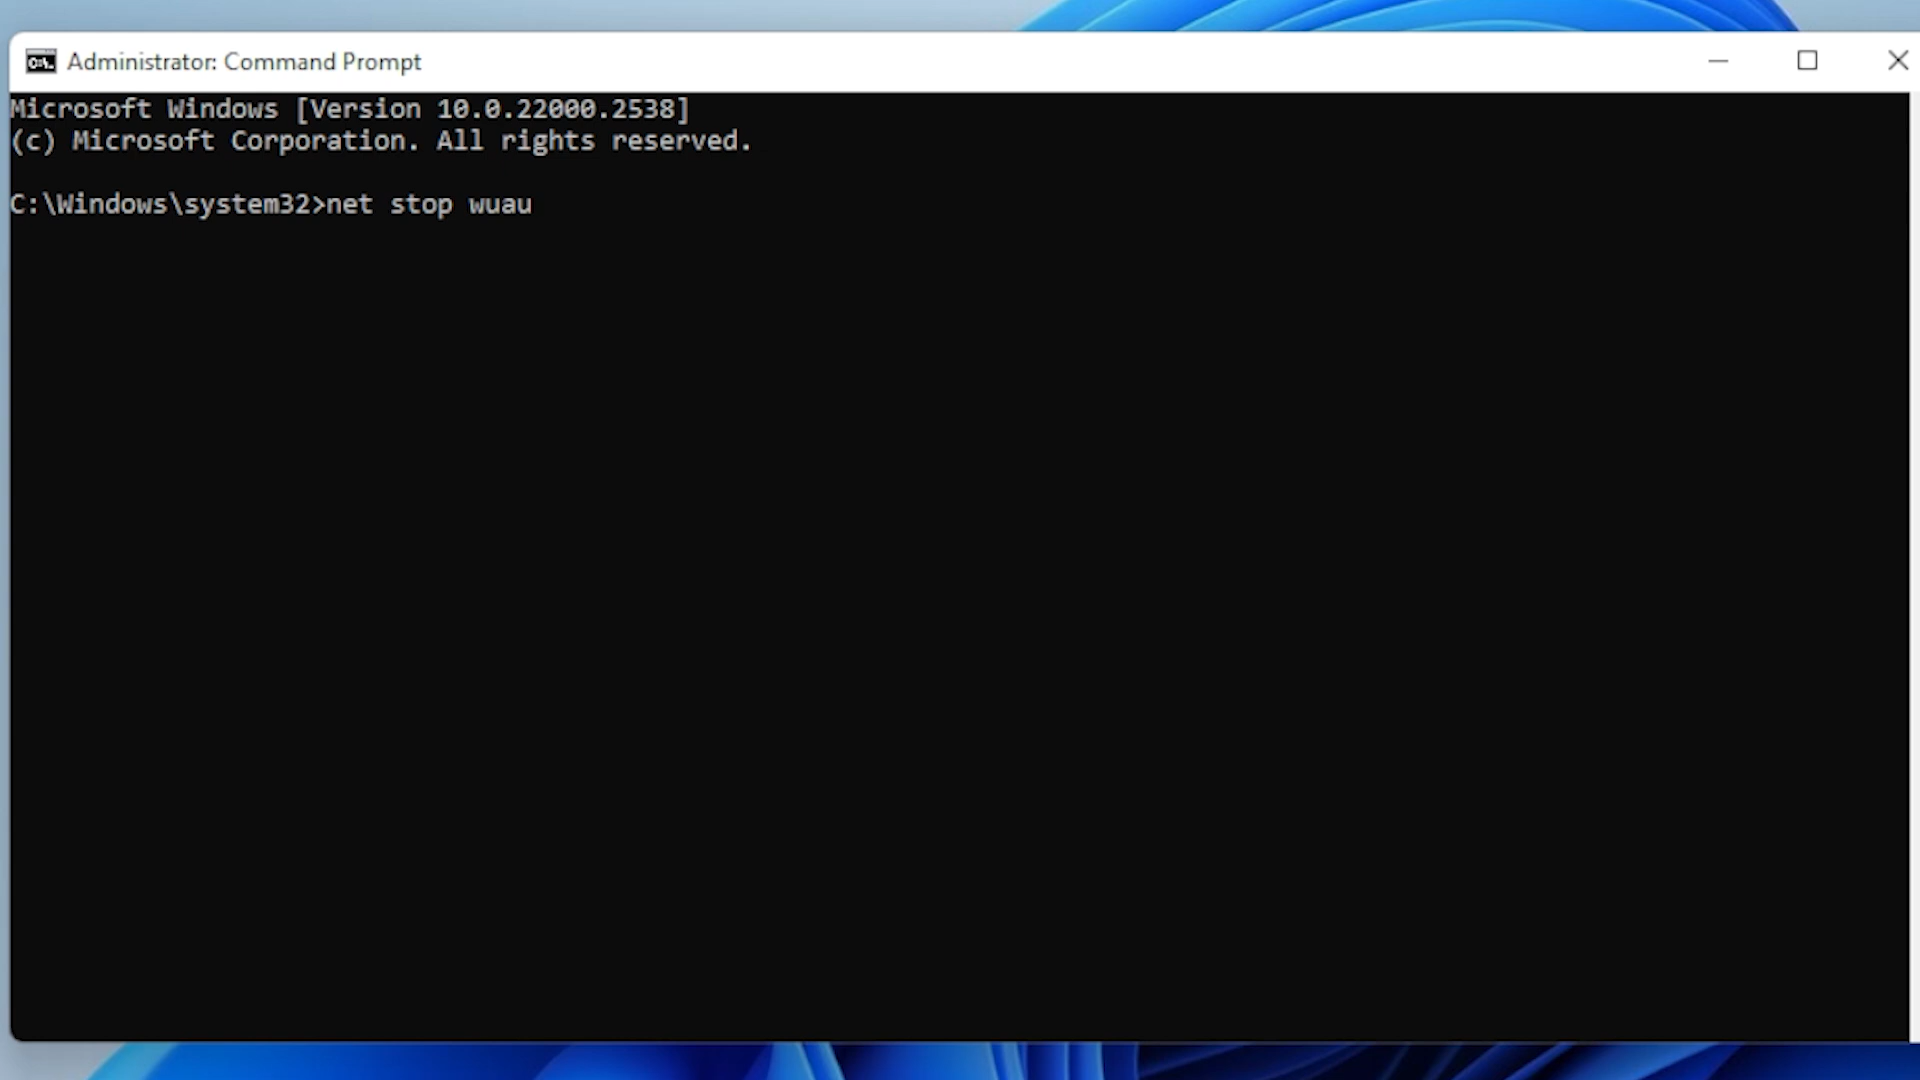 Administrator: Command Prompt
Microsoft Windows [Version 10.0.22000.2538]
(c) Microsoft Corporation. All rights reserved.
C:\Windows\system32>net stop wuau